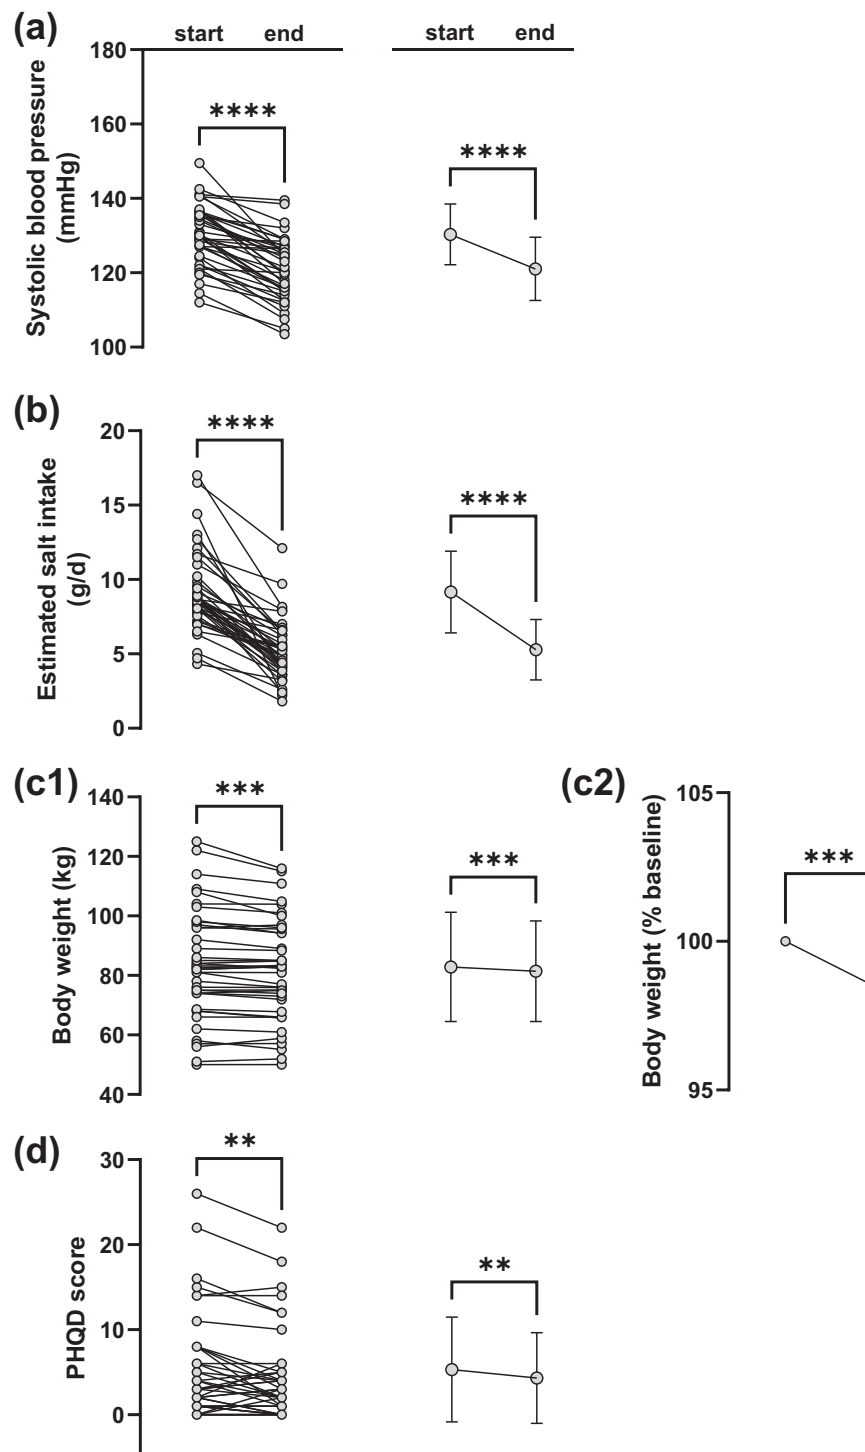 (a)
start end start end
Systolic blood pressure
(mmHg)
180
160
140
120
100
**** ****
(b)
Estimated salt intake
(g/d)
20
15
10
5
0
**** ****
(c1)
Body weight (kg)
140
120
100
80
60
40
*** ***
(c2)
Body weight (% baseline)
105
100
95
***
(d)
PHQD score
30
20
10
0
** **